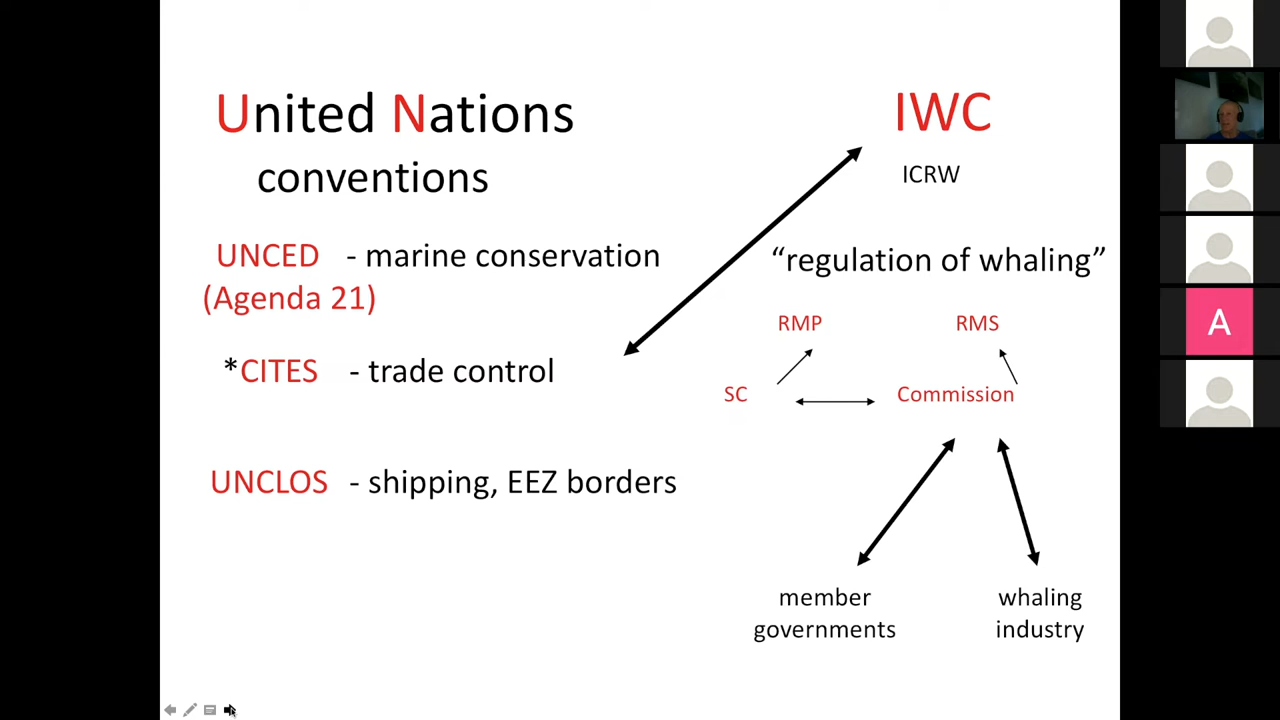 United Nations
conventions
UNCED - marine conservation
(Agenda 21)
*CITES - trade control
UNCLOS - shipping, EEZ borders
IWC
ICRW
“regulation of whaling”
RMP RMS
SC Commission
member
governments
whaling
industry
A